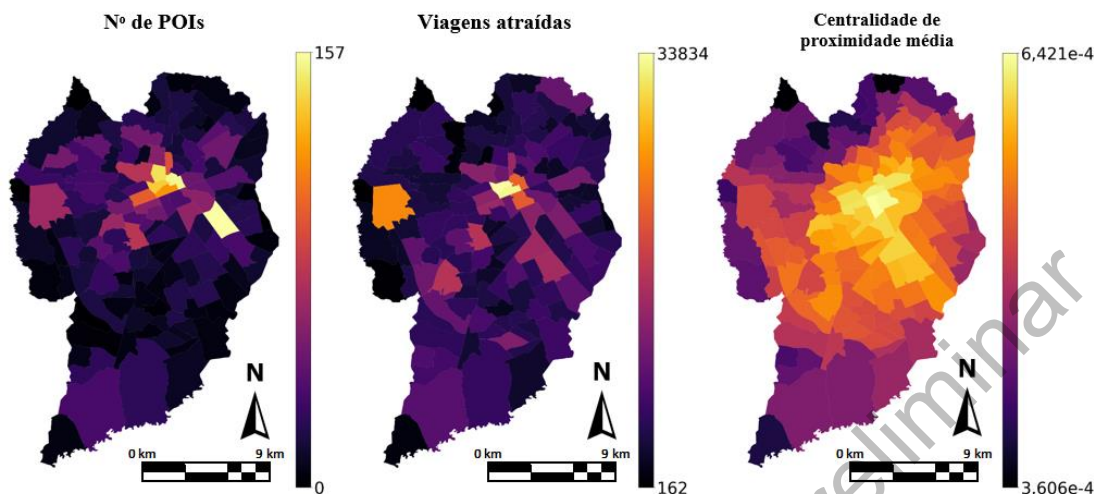 Nº de POIs
157
0
N
0 km 9 km
Viagens atraídas
33834
162
N
0 km 9 km
Centralidade de
proximidade média
6,421e-4
3,606e-4
N
0 km 9 km
reliminar